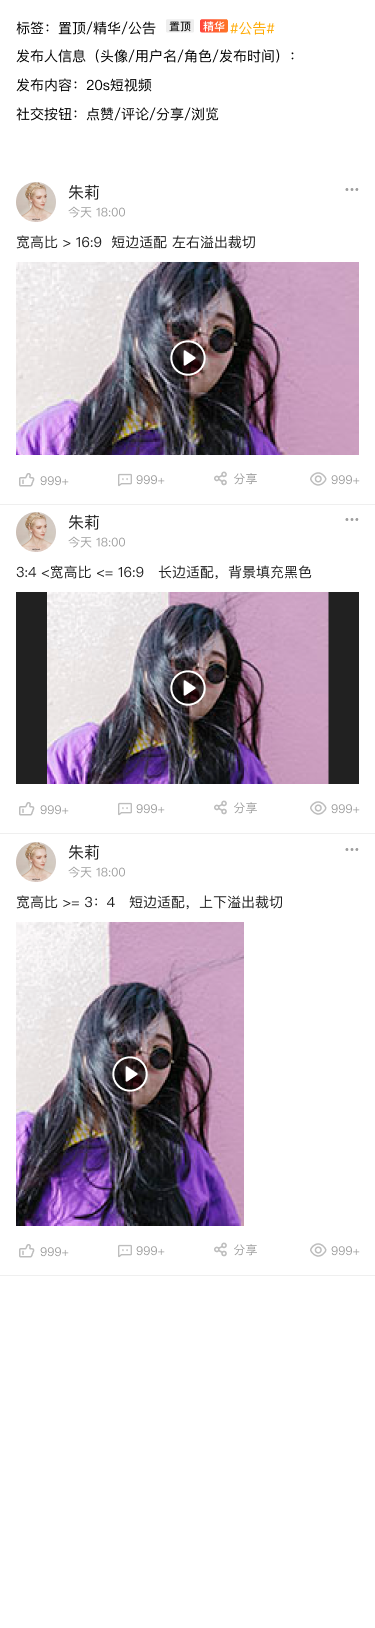 标签：置顶/精华/公告 置顶 精华 #公告#
发布人信息（头像/用户名/角色/发布时间）：
发布内容：20s短视频
社交按钮：点赞/评论/分享/浏览
朱莉
今天 18:00
宽高比 > 16:9 短边适配 左右溢出裁切
999+ 999+ 分享 999+
朱莉
今天 18:00
3:4 <宽高比 <= 16:9 长边适配，背景填充黑色
999+ 999+ 分享 999+
朱莉
今天 18:00
宽高比 >= 3：4 短边适配，上下溢出裁切
999+ 999+ 分享 999+